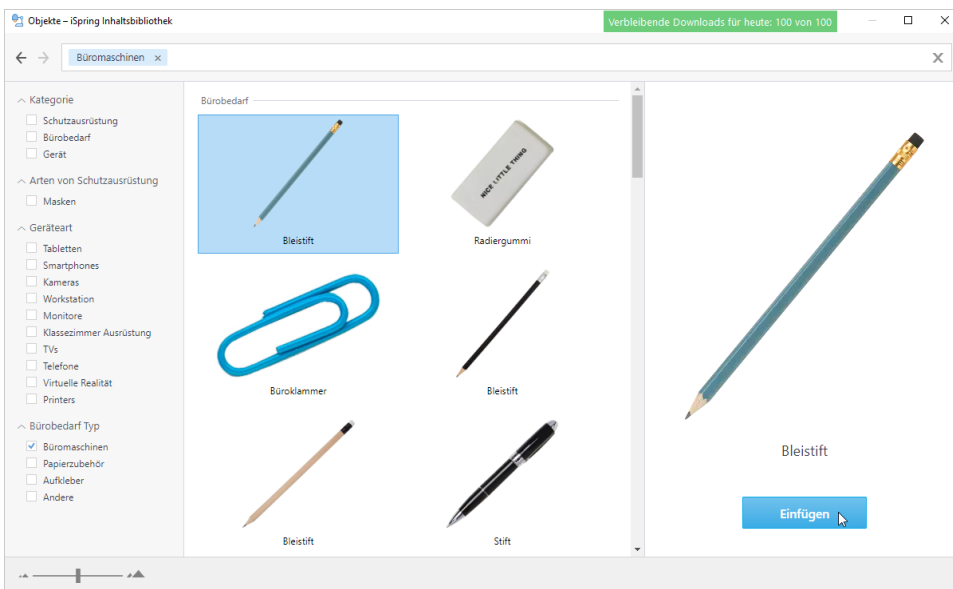 Objekte – iSpring Inhaltsbibliothek
Verbleibende Downloads für heute: 100 von 100
Büromaschinen
Kategorie
Schutzausrüstung
Bürobedarf
Gerät
Arten von Schutzausrüstung
Masken
Geräteart
Tabletten
Smartphones
Kameras
Workstation
Monitore
Klassezimmer Ausrüstung
TVs
Telefone
Virtuelle Realität
Printers
Bürobedarf Typ
Büromaschinen
Papierzubehör
Aufkleber
Andere
Bürobedarf
Bleistift
NICE LITTLE THING
Radiergummi
Büroklammer
Bleistift
Bleistift
Stift
Bleistift
Einfügen